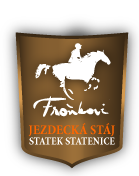 Froňkovi
JEZDECKÁ STÁJ
STATEK STATENICE